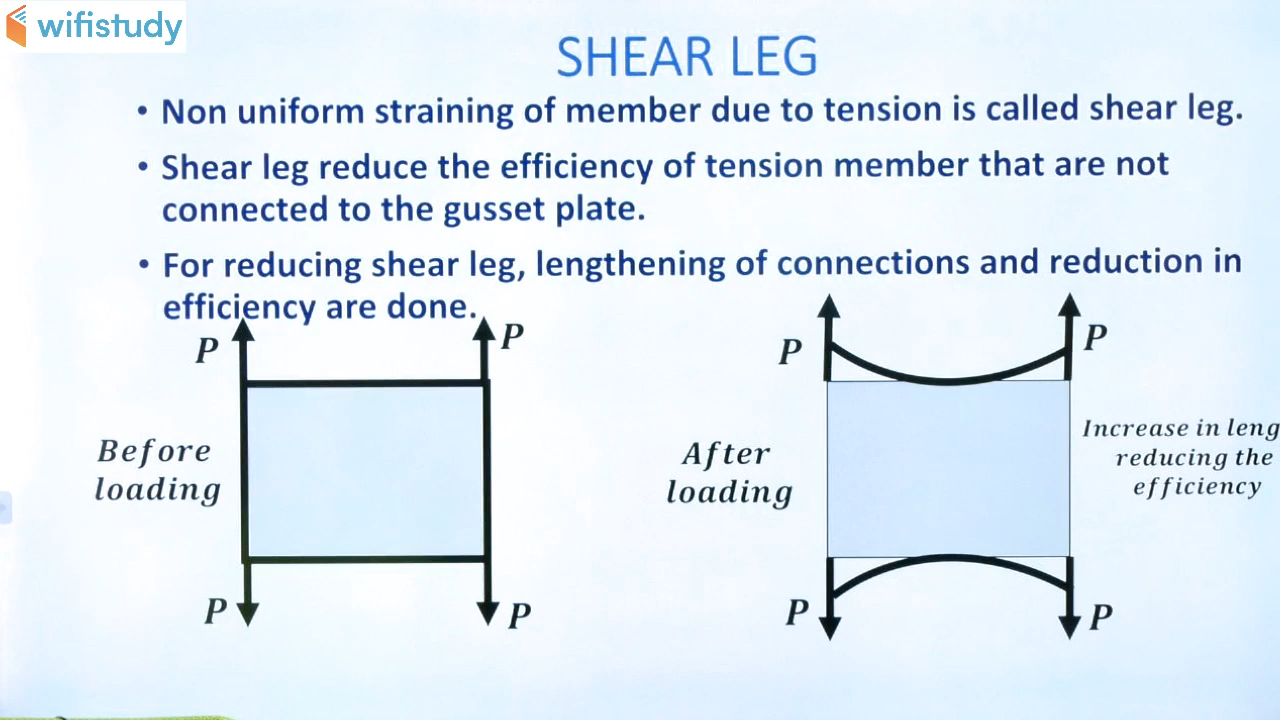 wifistudy
SHEAR LEG
• Non uniform straining of member due to tension is called shear leg.
• Shear leg reduce the efficiency of tension member that are not
connected to the gusset plate.
• For reducing shear leg, lengthening of connections and reduction in
efficiency are done.
P
P
Before
loading
P
P
P
P
After
loading
Increase in leng
reducing the
efficiency
P
P